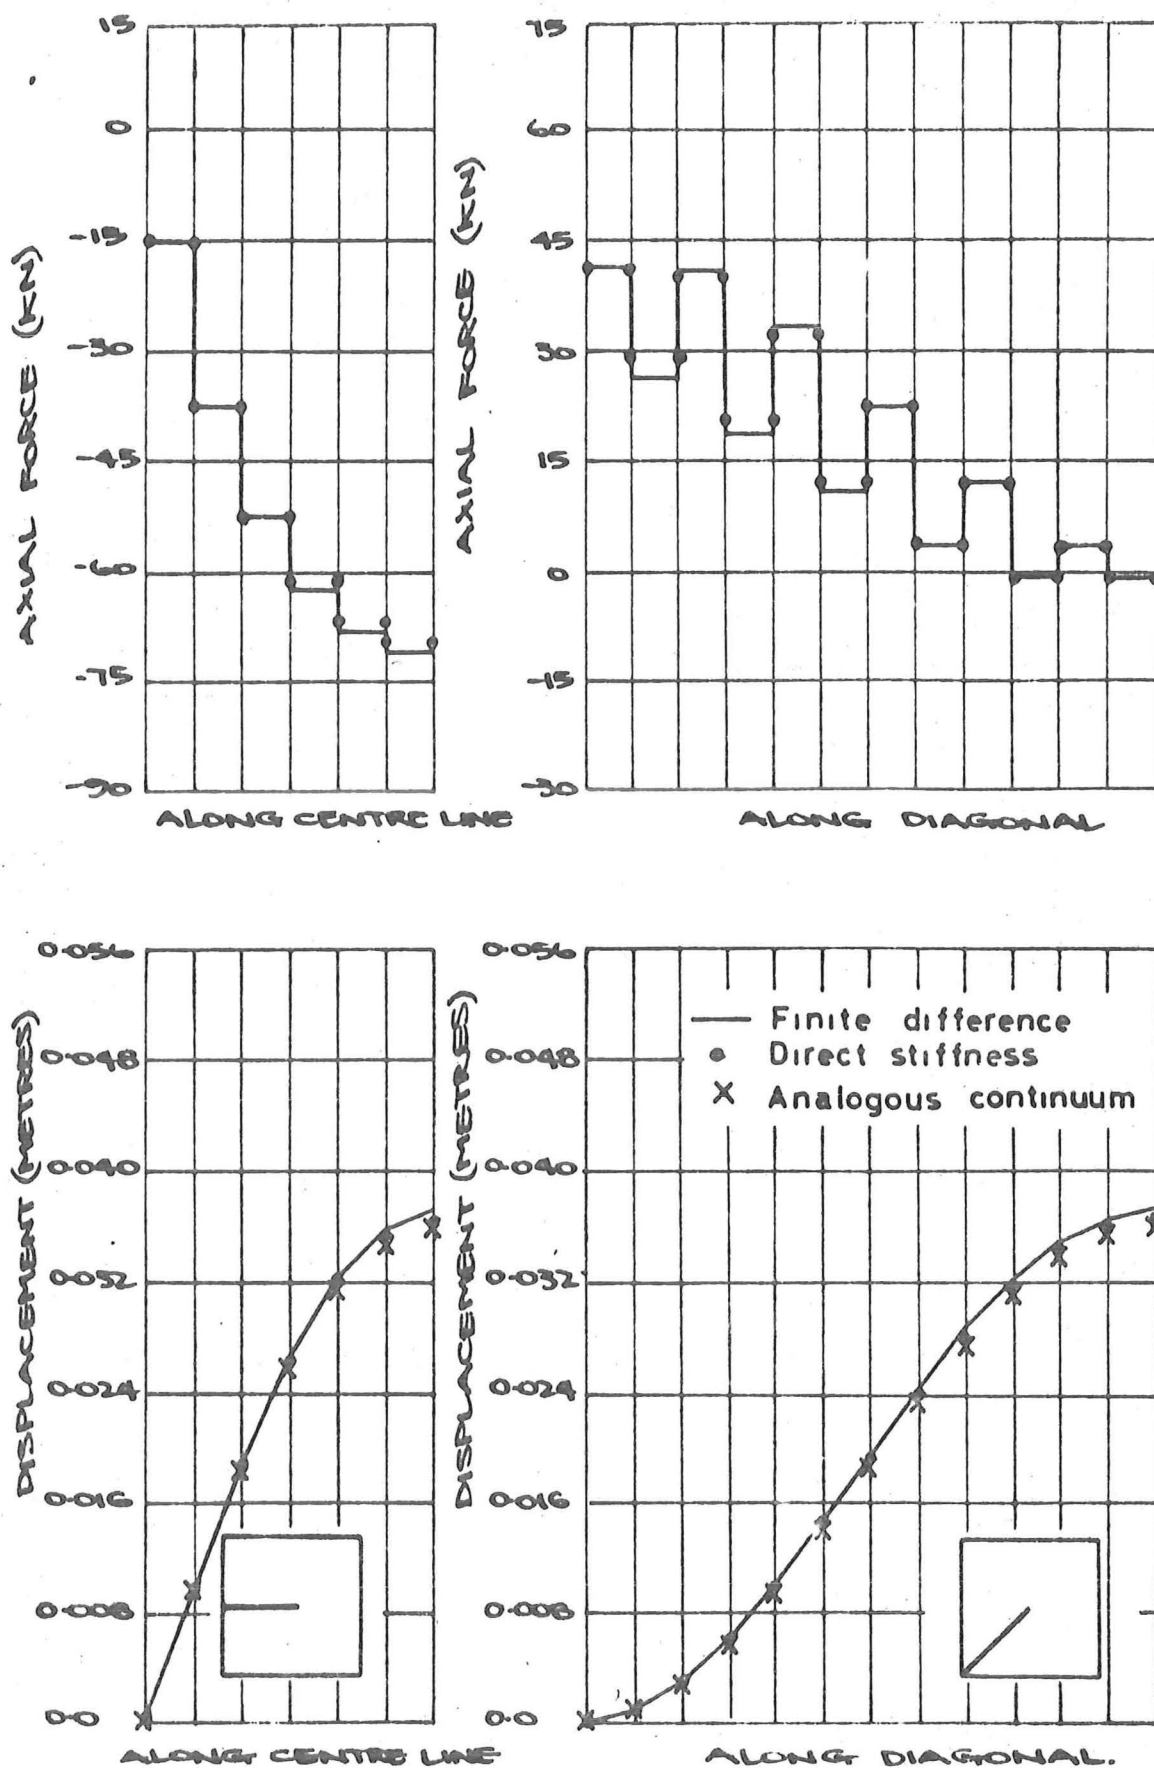 15
0
-15
-30
-45
-60
-75
-90
AXIAL FORCE (KN)
ALONG CENTRE LINE
75
60
45
30
15
0
-15
-30
AXIAL FORCE (KN)
ALONG DIAGONAL
0.056
0.048
0.040
0.032
0.024
0.016
0.008
0.0
DISPLACEMENT (METRES)
ALONG CENTRE LINE
0.056
0.048
0.040
0.032
0.024
0.016
0.008
0.0
DISPLACEMENT (METRES)
Finite difference
Direct stiffness
Analogous continuum
ALONG DIAGONAL.